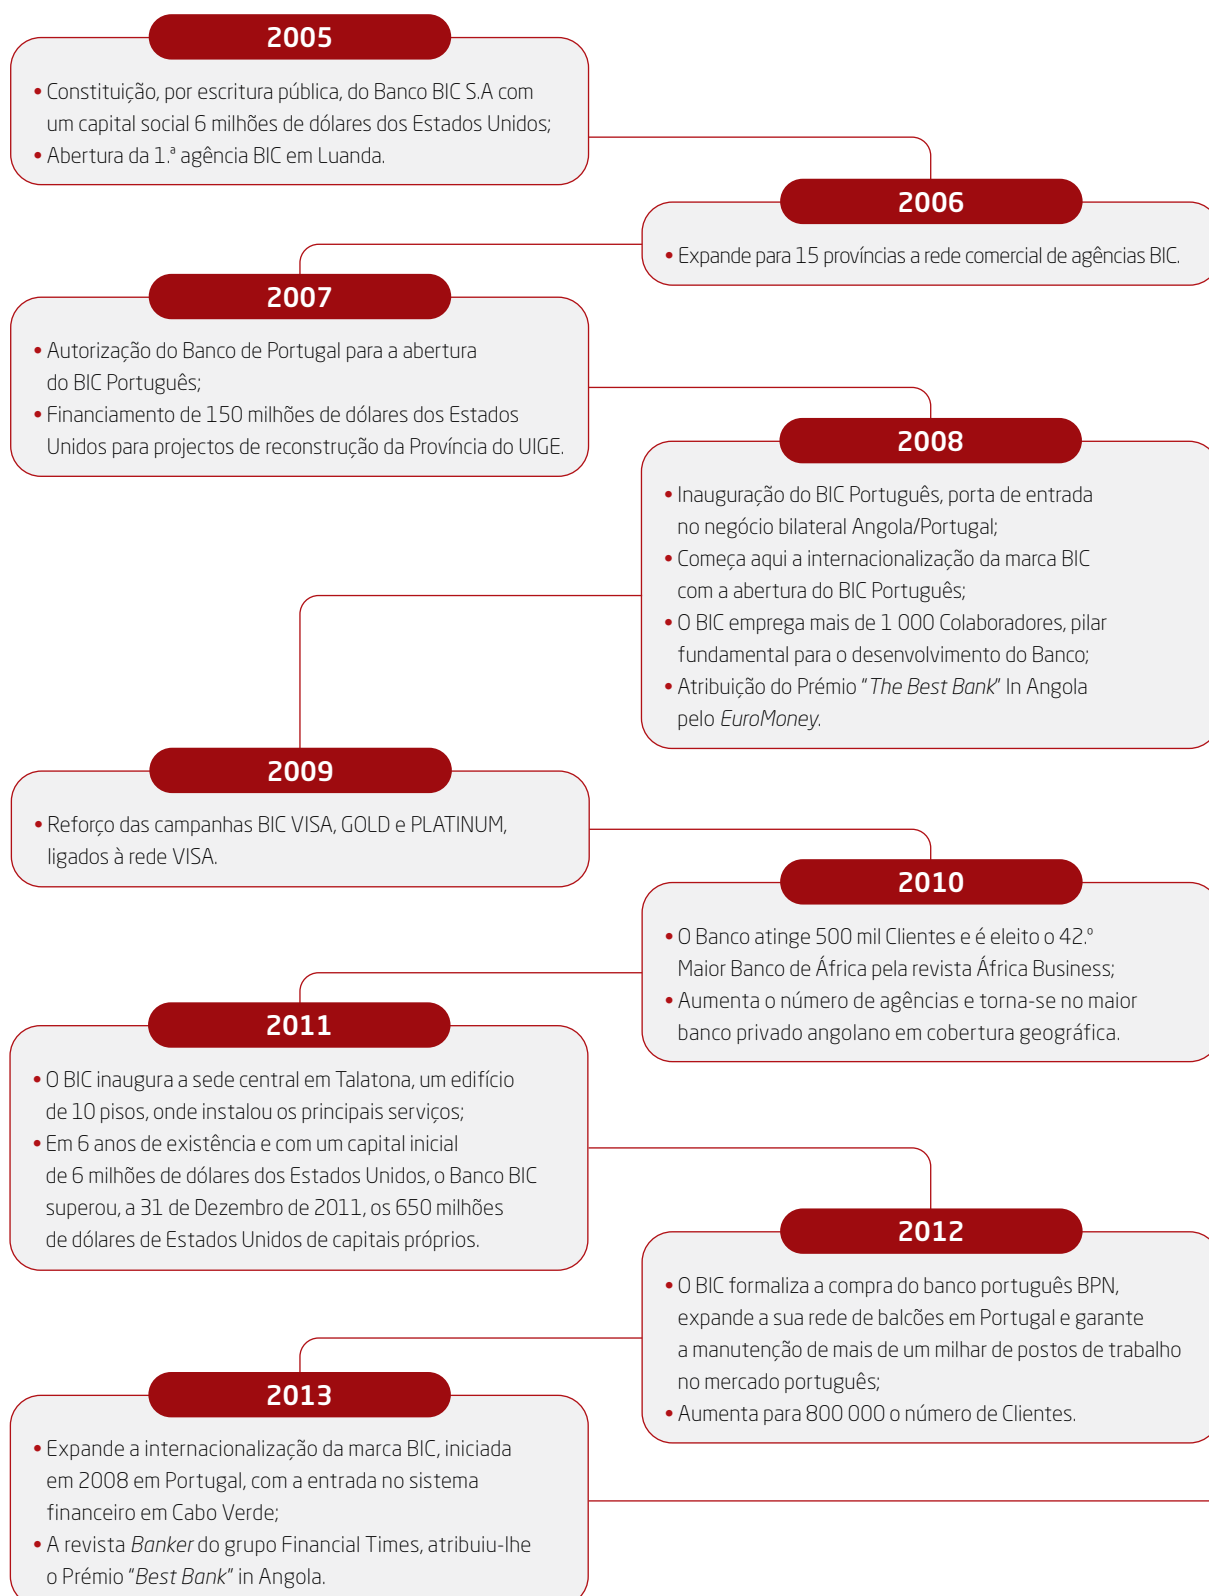 2005
• Constituição, por escritura pública, do Banco BIC S.A com
um capital social 6 milhões de dólares dos Estados Unidos;
• Abertura da 1.ª agência BIC em Luanda.
2006
• Expande para 15 províncias a rede comercial de agências BIC.
2007
• Autorização do Banco de Portugal para a abertura
do BIC Português;
• Financiamento de 150 milhões de dólares dos Estados
Unidos para projectos de reconstrução da Província do UIGE.
2008
• Inauguração do BIC Português, porta de entrada
no negócio bilateral Angola/Portugal;
• Começa aqui a internacionalização da marca BIC
com a abertura do BIC Português;
• O BIC emprega mais de 1 000 Colaboradores, pilar
fundamental para o desenvolvimento do Banco;
• Atribuição do Prémio "The Best Bank" In Angola
pelo EuroMoney.
2009
• Reforço das campanhas BIC VISA, GOLD e PLATINUM,
ligados à rede VISA.
2010
• O Banco atinge 500 mil Clientes e é eleito o 42.º
Maior Banco de África pela revista África Business;
• Aumenta o número de agências e torna-se no maior
banco privado angolano em cobertura geográfica.
2011
• O BIC inaugura a sede central em Talatona, um edifício
de 10 pisos, onde instalou os principais serviços;
• Em 6 anos de existência e com um capital inicial
de 6 milhões de dólares dos Estados Unidos, o Banco BIC
superou, a 31 de Dezembro de 2011, os 650 milhões
de dólares de Estados Unidos de capitais próprios.
2012
• O BIC formaliza a compra do banco português BPN,
expande a sua rede de balcões em Portugal e garante
a manutenção de mais de um milhar de postos de trabalho
no mercado português;
• Aumenta para 800 000 o número de Clientes.
2013
• Expande a internacionalização da marca BIC, iniciada
em 2008 em Portugal, com a entrada no sistema
financeiro em Cabo Verde;
• A revista Banker do grupo Financial Times, atribuiu-lhe
o Prémio "Best Bank" in Angola.